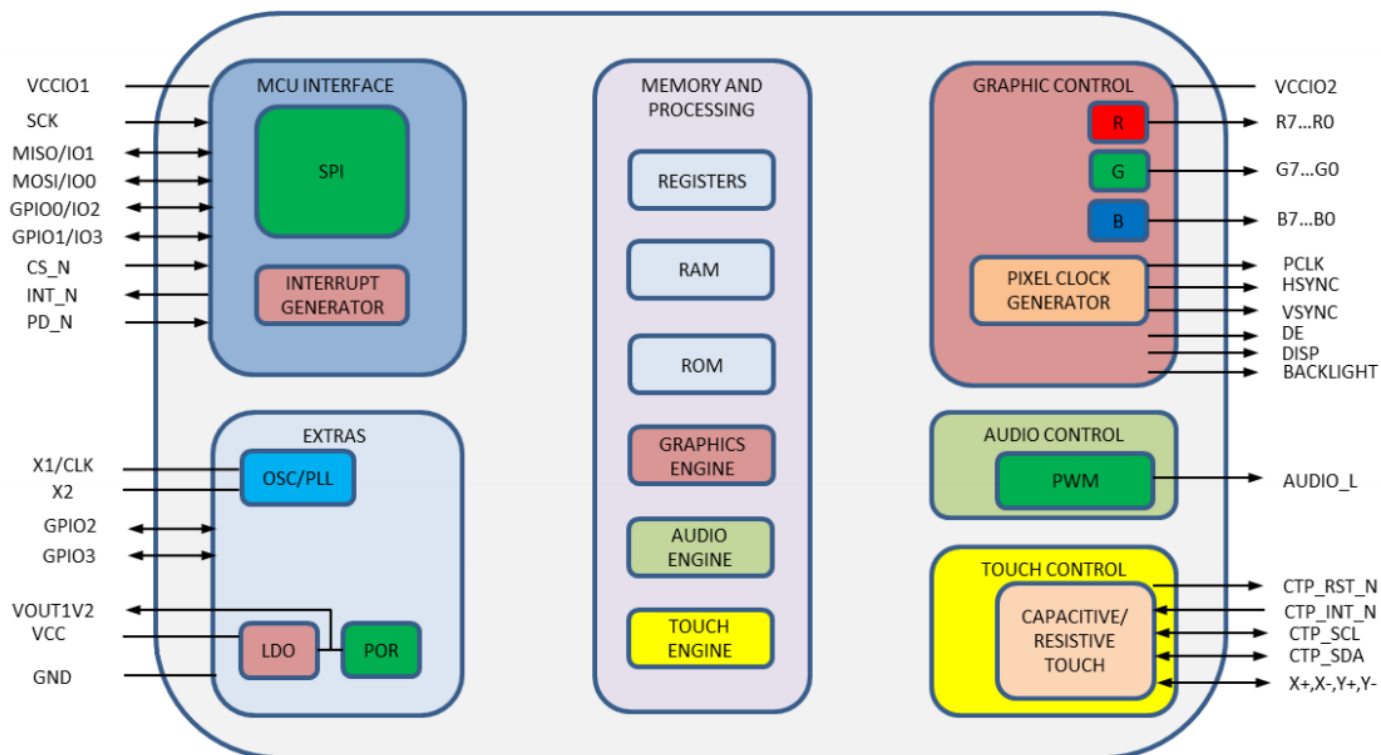 VCCIO1
SCK
MISO/IO1
MOSI/IO0
GPIO0/IO2
GPIO1/IO3
CS_N
INT_N
PD_N
MCU INTERFACE
SPI
INTERRUPT
GENERATOR
X1/CLK
X2
GPIO2
GPIO3
VOUT1V2
VCC
GND
EXTRAS
OSC/PLL
LDO
POR
MEMORY AND
PROCESSING
REGISTERS
RAM
ROM
GRAPHICS
ENGINE
AUDIO
ENGINE
TOUCH
ENGINE
GRAPHIC CONTROL
R
G
B
PIXEL CLOCK
GENERATOR
VCCIO2
R7...R0
G7...G0
B7...B0
PCLK
HSYNC
VSYNC
DE
DISP
BACKLIGHT
AUDIO CONTROL
PWM
AUDIO_L
TOUCH CONTROL
CAPACITIVE/
RESISTIVE
TOUCH
CTP_RST_N
CTP_INT_N
CTP_SCL
CTP_SDA
X+,X-,Y+,Y-